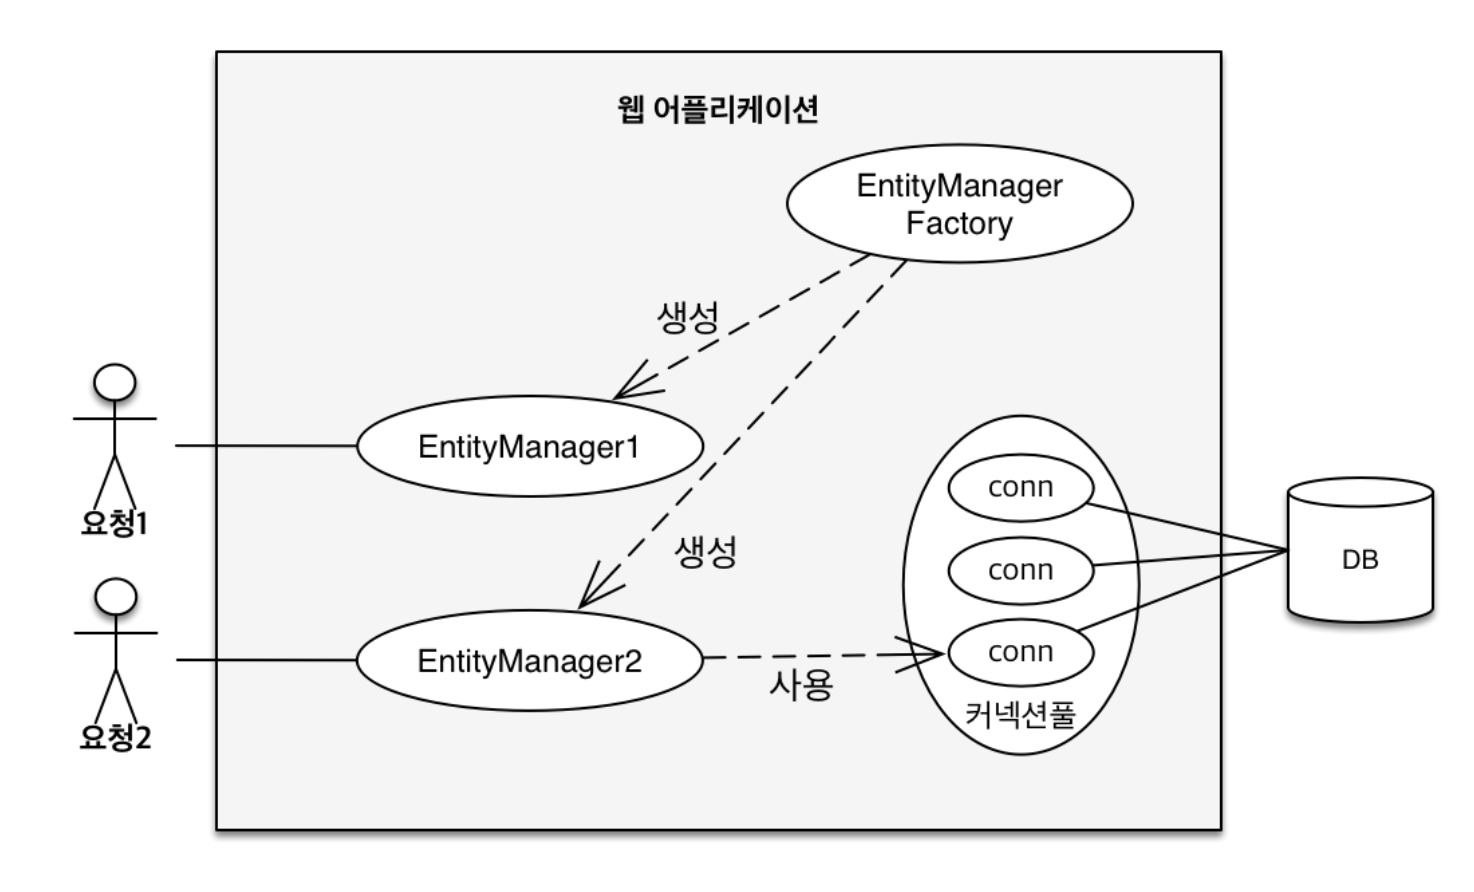 웹 어플리케이션
EntityManager
Factory
생성
EntityManager1
요청1
생성
EntityManager2
요청2
사용
conn
conn
conn
커넥션풀
DB